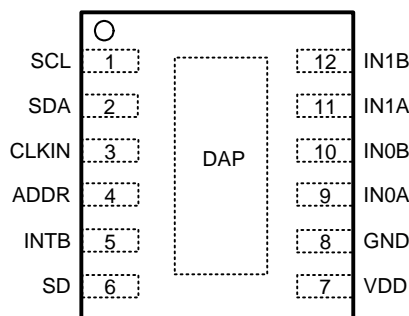 SCL 1 12 IN1B
SDA 2 11 IN1A
CLKIN 3 10 IN0B
DAP
ADDR 4 9 IN0A
INTB 5 8 GND
SD 6 7 VDD